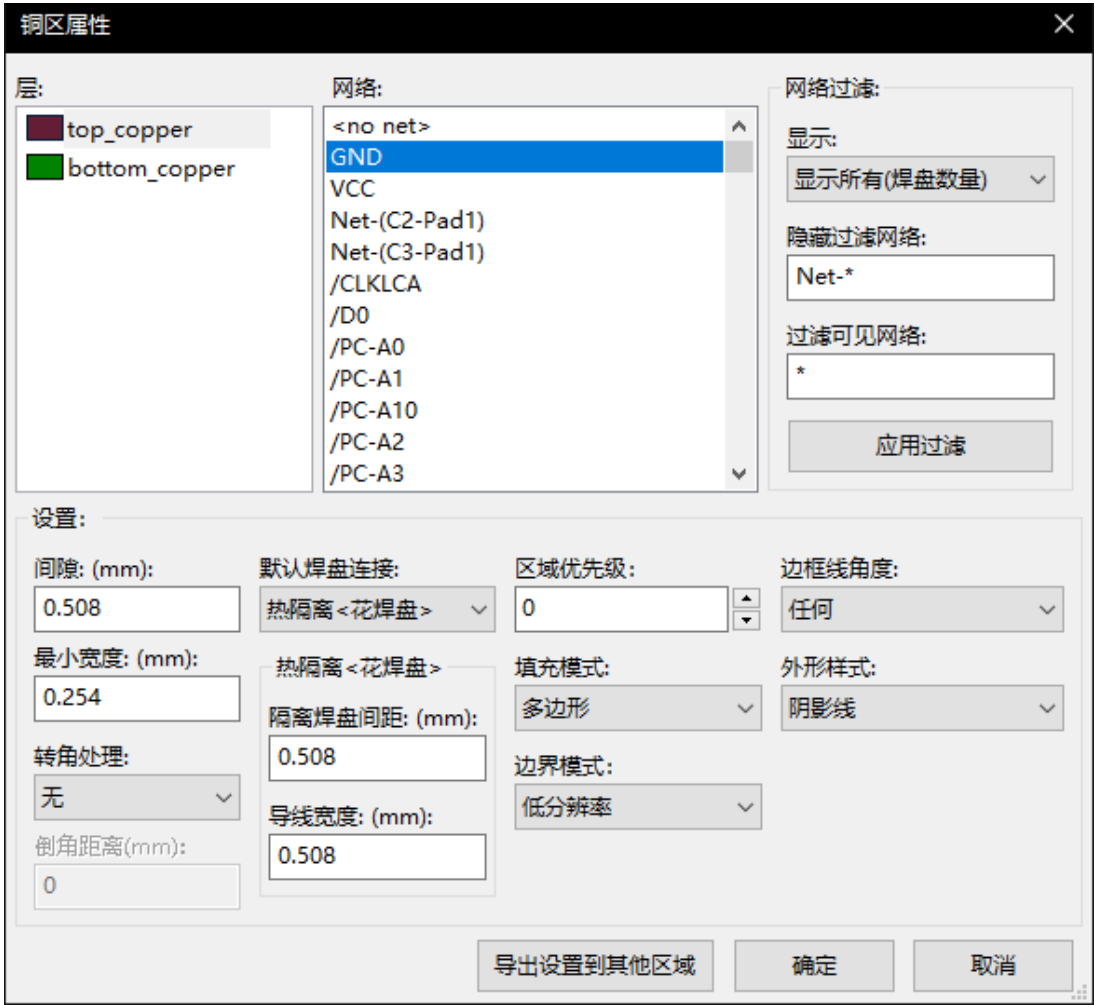 铜区属性
层:
top_copper
bottom_copper
网络:
<no net>
GND
VCC
Net-(C2-Pad1)
Net-(C3-Pad1)
/CLKLCA
/D0
/PC-A0
/PC-A1
/PC-A10
/PC-A2
/PC-A3
网络过滤:
显示:
显示所有(焊盘数量)
隐藏过滤网络:
Net-*
过滤可见网络:
*
应用过滤
设置:
间隙: (mm):
0.508
最小宽度: (mm):
0.254
转角处理:
无
倒角距离(mm):
0
默认焊盘连接:
热隔离<花焊盘>
热隔离<花焊盘>
隔离焊盘间距: (mm):
0.508
导线宽度: (mm):
0.508
区域优先级:
0
填充模式:
多边形
边界模式:
低分辨率
边框线角度:
任何
外形样式:
阴影线
导出设置到其他区域
确定
取消